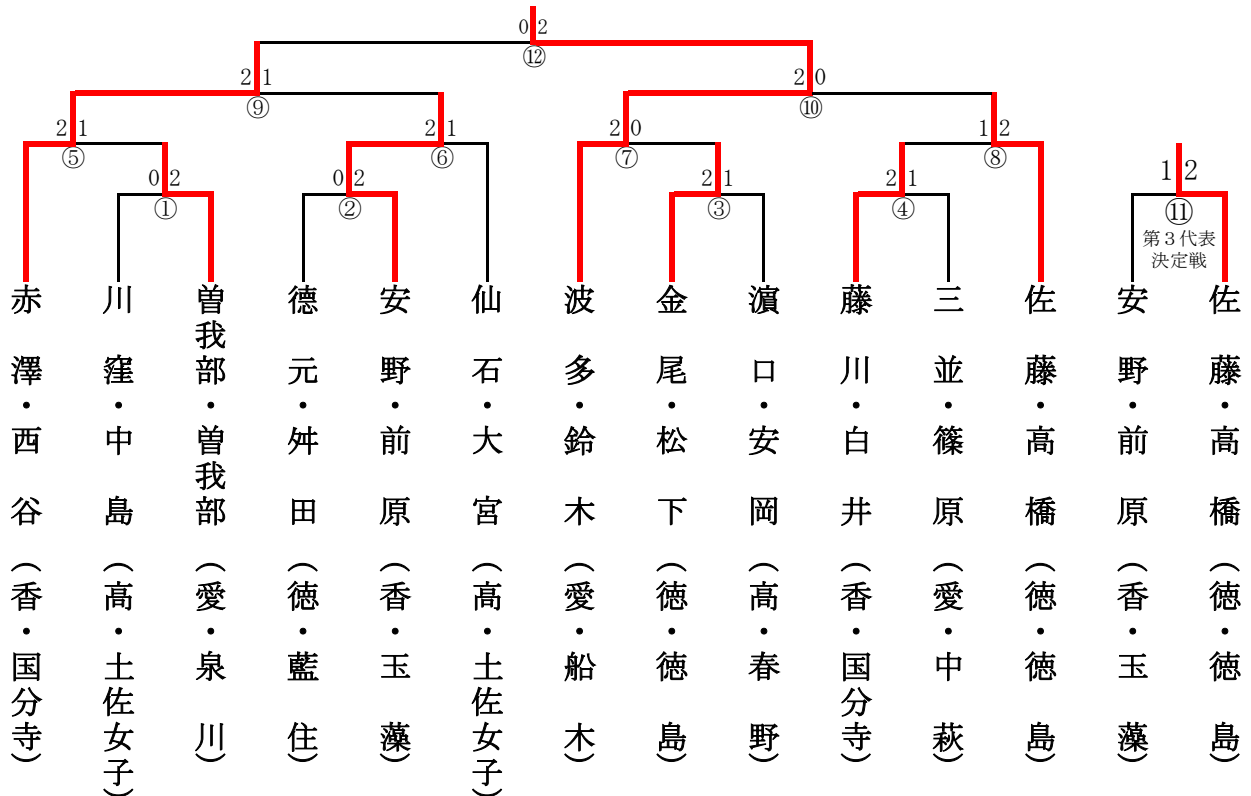 0 2
⑫
2 1
⑨
2 0
⑩
2 1
⑤
2 1
⑥
2 0
⑦
1 2
⑧
0 2
①
0 2
②
2 1
③
2 1
④
1 2
⑪
第3代表
決定戦
赤澤・西谷(香・国分寺)
川窪・中島(高・土佐女子)
曽我部・曽我部(愛・泉川)
德元・舛田(徳・藍住)
安野・前原(香・玉藻)
仙石・大宮(高・土佐女子)
波多・鈴木(愛・船木)
金尾・松下(徳・徳島)
濵口・安岡(高・春野)
藤川・白井(香・国分寺)
三並・篠原(愛・中萩)
佐藤・高橋(徳・徳島)
安野・前原(香・玉藻)
佐藤・高橋(徳・徳島)